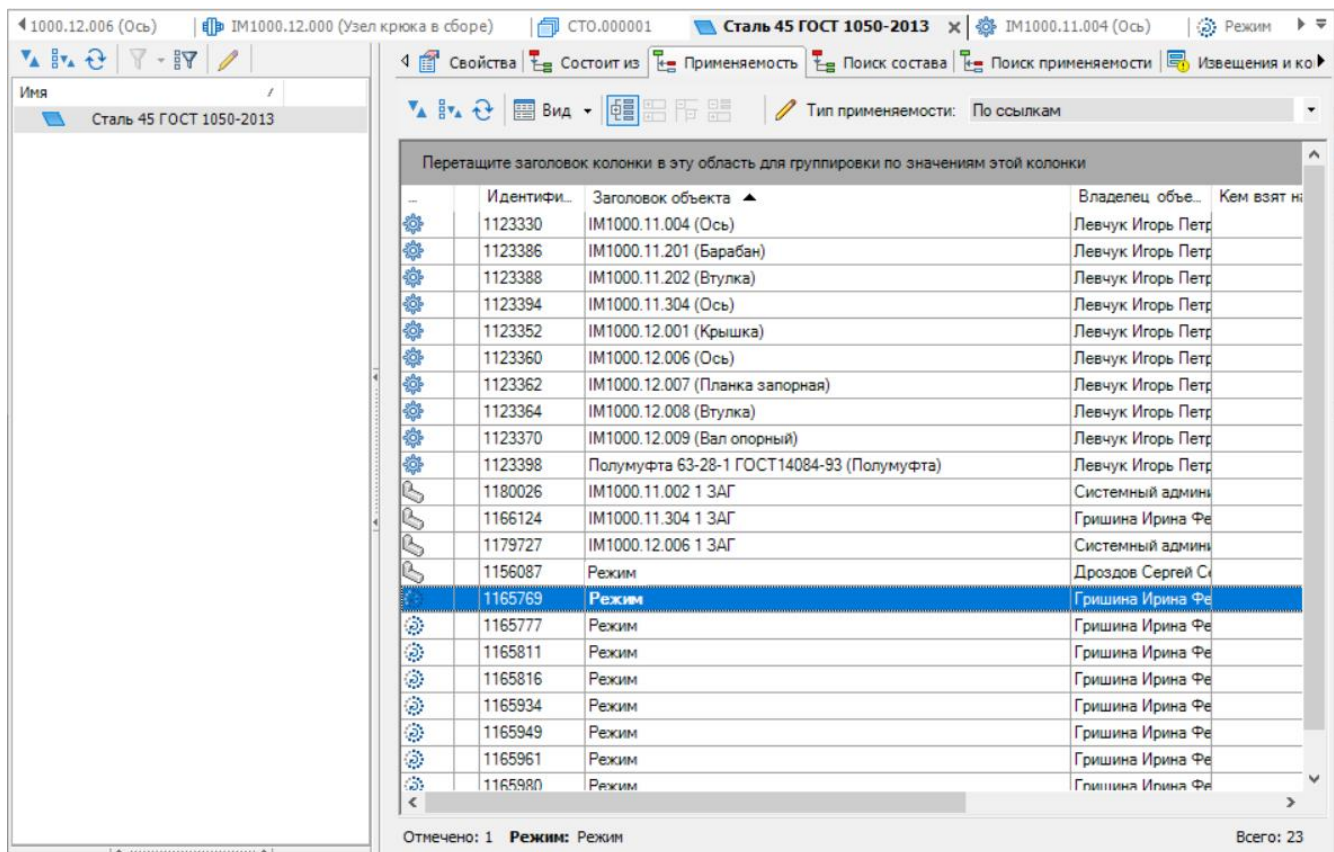 1000.12.006 (Ось) IM1000.12.000 (Узел крюка в сборе) СТО.000001 Сталь 45 ГОСТ 1050-2013 IM1000.11.004 (Ось) Режим
Свойства Состоит из Применяемость Поиск состава Поиск применяемости Извещения и ко
Имя
Сталь 45 ГОСТ 1050-2013
Вид Тип применяемости: По ссылкам
Перетащите заголовок колонки в эту область для группировки по значениям этой колонки
... Идентифи... Заголовок объекта Владелец объе... Кем взят на
1123330 IM1000.11.004 (Ось) Левчук Игорь Петр
1123386 IM1000.11.201 (Барабан) Левчук Игорь Петр
1123388 IM1000.11.202 (Втулка) Левчук Игорь Петр
1123394 IM1000.11.304 (Ось) Левчук Игорь Петр
1123352 IM1000.12.001 (Крышка) Левчук Игорь Петр
1123360 IM1000.12.006 (Ось) Левчук Игорь Петр
1123362 IM1000.12.007 (Планка запорная) Левчук Игорь Петр
1123364 IM1000.12.008 (Втулка) Левчук Игорь Петр
1123370 IM1000.12.009 (Вал опорный) Левчук Игорь Петр
1123398 Полумуфта 63-28-1 ГОСТ14084-93 (Полумуфта) Левчук Игорь Петр
1180026 IM1000.11.002 1 ЗАГ Системный админи
1166124 IM1000.11.304 1 ЗАГ Гришина Ирина Фе
1179727 IM1000.12.006 1 ЗАГ Системный админи
1156087 Режим Дроздов Сергей Се
1165769 Режим Гришина Ирина Фе
1165777 Режим Гришина Ирина Фе
1165811 Режим Гришина Ирина Фе
1165816 Режим Гришина Ирина Фе
1165934 Режим Гришина Ирина Фе
1165949 Режим Гришина Ирина Фе
1165961 Режим Гришина Ирина Фе
1165980 Режим Гришина Ирина Фе
Отмечено: 1 Режим: Режим Всего: 23